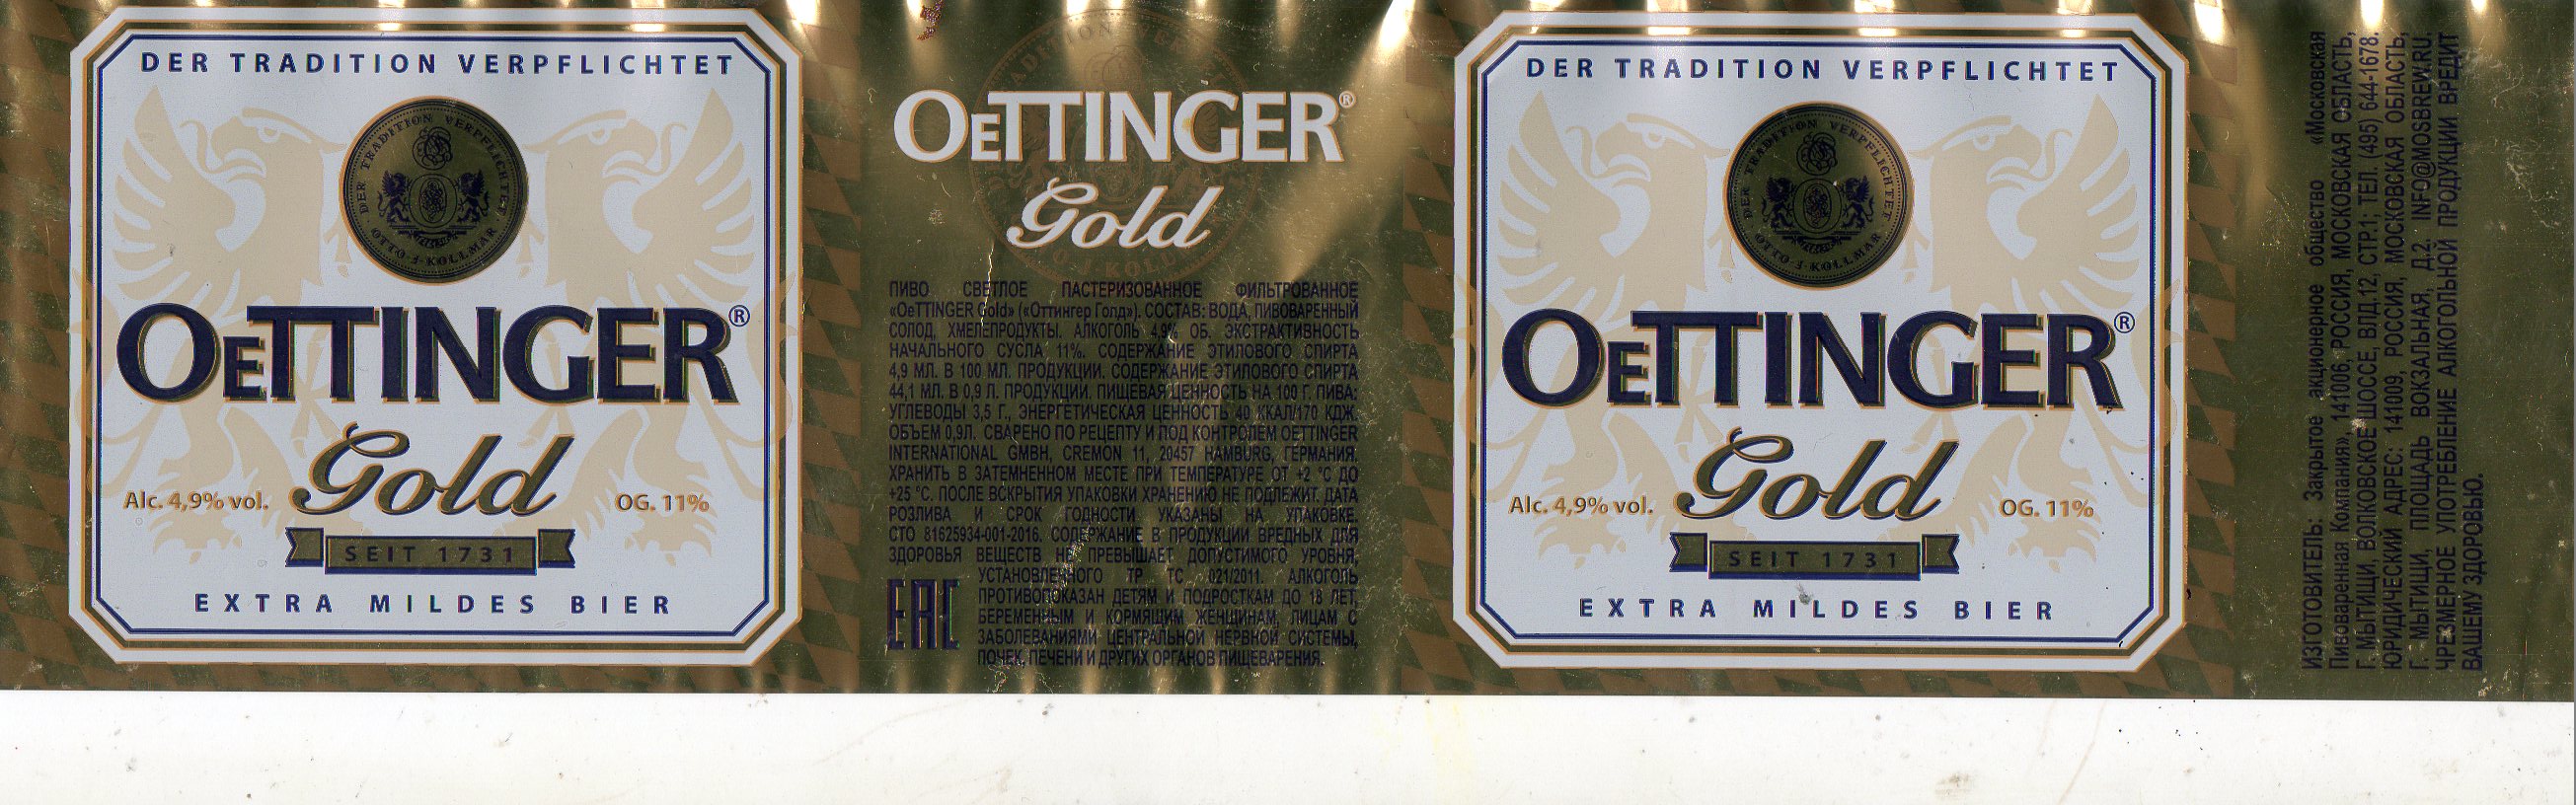 DER TRADITION VERPFLICHTET
DER TRADITION VERPFLICHTET
OTTO·J·KOLLMAR
OeTTINGER®
Gold
Alc. 4,9% vol.
OG. 11%
SEIT 1731
EXTRA MILDES BIER
OeTTINGER®
Gold
ПИВО СВЕТЛОЕ ПАСТЕРИЗОВАННОЕ ФИЛЬТРОВАННОЕ
«OeTTINGER Gold» («Оттингер Голд»). СОСТАВ: ВОДА, ПИВОВАРЕННЫЙ
СОЛОД, ХМЕЛЕПРОДУКТЫ. АЛКОГОЛЬ 4,9% ОБ. ЭКСТРАКТИВНОСТЬ
НАЧАЛЬНОГО СУСЛА 11%. СОДЕРЖАНИЕ ЭТИЛОВОГО СПИРТА
4,9 МЛ. В 100 МЛ. ПРОДУКЦИИ. СОДЕРЖАНИЕ ЭТИЛОВОГО СПИРТА
44,1 МЛ. В 0,9 Л. ПРОДУКЦИИ. ПИЩЕВАЯ ЦЕННОСТЬ НА 100 Г. ПИВА:
УГЛЕВОДЫ 3,5 Г., ЭНЕРГЕТИЧЕСКАЯ ЦЕННОСТЬ 40 ККАЛ/170 КДЖ.
ОБЪЕМ 0,9Л. СВАРЕНО ПО РЕЦЕПТУ И ПОД КОНТРОЛЕМ OETTINGER
INTERNATIONAL GMBH, CREMON 11, 20457 HAMBURG, ГЕРМАНИЯ.
ХРАНИТЬ В ЗАТЕМНЕННОМ МЕСТЕ ПРИ ТЕМПЕРАТУРЕ ОТ +2 °C ДО
+25 °C. ПОСЛЕ ВСКРЫТИЯ УПАКОВКИ ХРАНЕНИЮ НЕ ПОДЛЕЖИТ. ДАТА
РОЗЛИВА И СРОК ГОДНОСТИ УКАЗАНЫ НА УПАКОВКЕ.
СТО 81625934-001-2016. СОДЕРЖАНИЕ В ПРОДУКЦИИ ВРЕДНЫХ ДЛЯ
ЗДОРОВЬЯ ВЕЩЕСТВ НЕ ПРЕВЫШАЕТ ДОПУСТИМОГО УРОВНЯ,
УСТАНОВЛЕННОГО ТР ТС 021/2011. АЛКОГОЛЬ
ПРОТИВОПОКАЗАН ДЕТЯМ И ПОДРОСТКАМ ДО 18 ЛЕТ,
БЕРЕМЕННЫМ И КОРМЯЩИМ ЖЕНЩИНАМ, ЛИЦАМ С
ЗАБОЛЕВАНИЯМИ ЦЕНТРАЛЬНОЙ НЕРВНОЙ СИСТЕМЫ,
ПОЧЕК, ПЕЧЕНИ И ДРУГИХ ОРГАНОВ ПИЩЕВАРЕНИЯ.
EAC
DER TRADITION VERPFLICHTET
DER TRADITION VERPFLICHTET
OTTO·J·KOLLMAR
OeTTINGER®
Gold
Alc. 4,9% vol.
OG. 11%
SEIT 1731
EXTRA MILDES BIER
ИЗГОТОВИТЕЛЬ: Закрытое акционерное общество «Московская
Пивоваренная Компания», 141006, РОССИЯ, МОСКОВСКАЯ ОБЛАСТЬ,
Г. МЫТИЩИ, ВОЛКОВСКОЕ ШОССЕ, ВЛД.12, СТР.1; ТЕЛ. (495) 644-1678.
ЮРИДИЧЕСКИЙ АДРЕС: 141009, РОССИЯ, МОСКОВСКАЯ ОБЛАСТЬ,
Г. МЫТИЩИ, ПЛОЩАДЬ ВОКЗАЛЬНАЯ, Д.2. INFO@MOSBREW.RU.
ЧРЕЗМЕРНОЕ УПОТРЕБЛЕНИЕ АЛКОГОЛЬНОЙ ПРОДУКЦИИ ВРЕДИТ
ВАШЕМУ ЗДОРОВЬЮ.